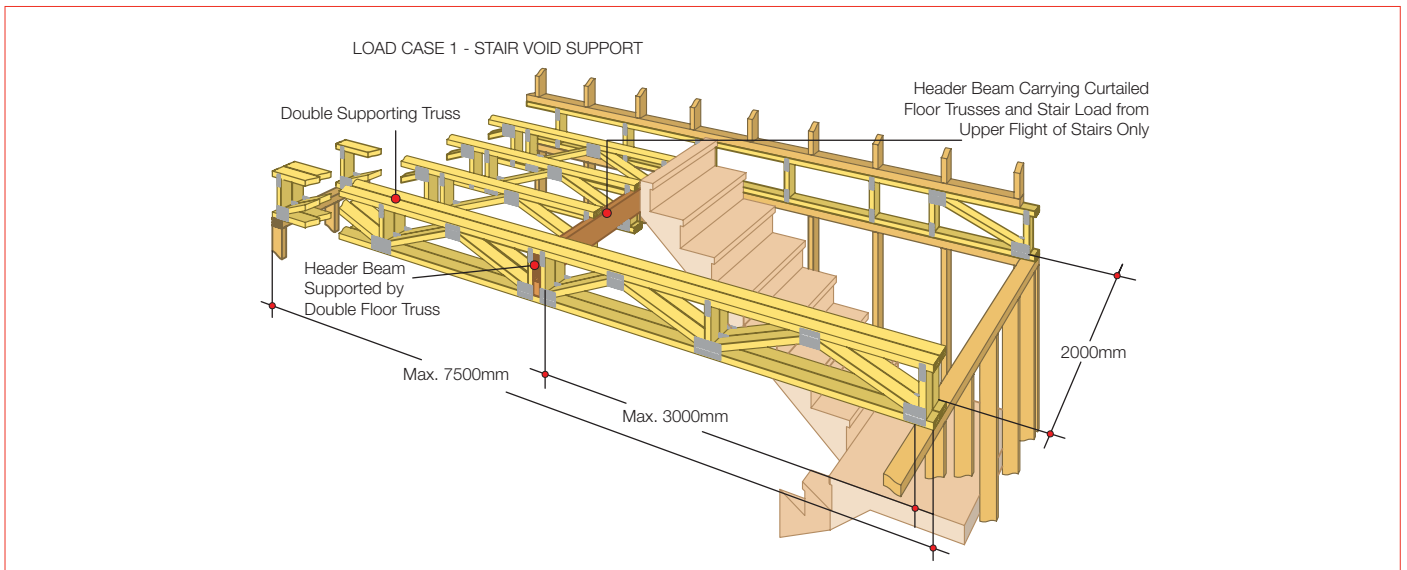 LOAD CASE 1 - STAIR VOID SUPPORT
Header Beam Carrying Curtailed
Floor Trusses and Stair Load from
Upper Flight of Stairs Only
Double Supporting Truss
Header Beam
Supported by
Double Floor Truss
2000mm
Max. 7500mm
Max. 3000mm